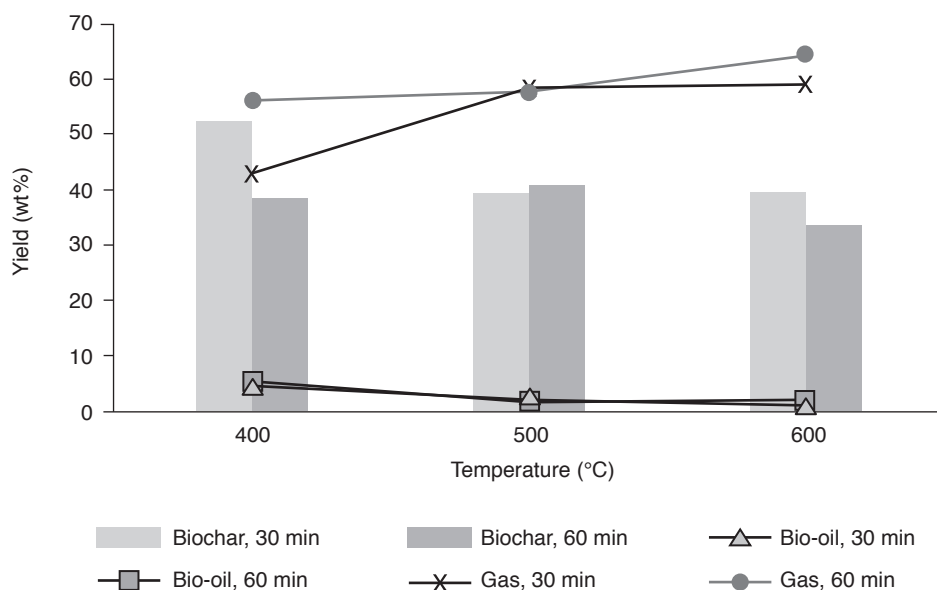 70
60
50
40
30
20
10
0
Yield (wt%)
400 500 600
Temperature (°C)
Biochar, 30 min Biochar, 60 min Bio-oil, 30 min
Bio-oil, 60 min Gas, 30 min Gas, 60 min